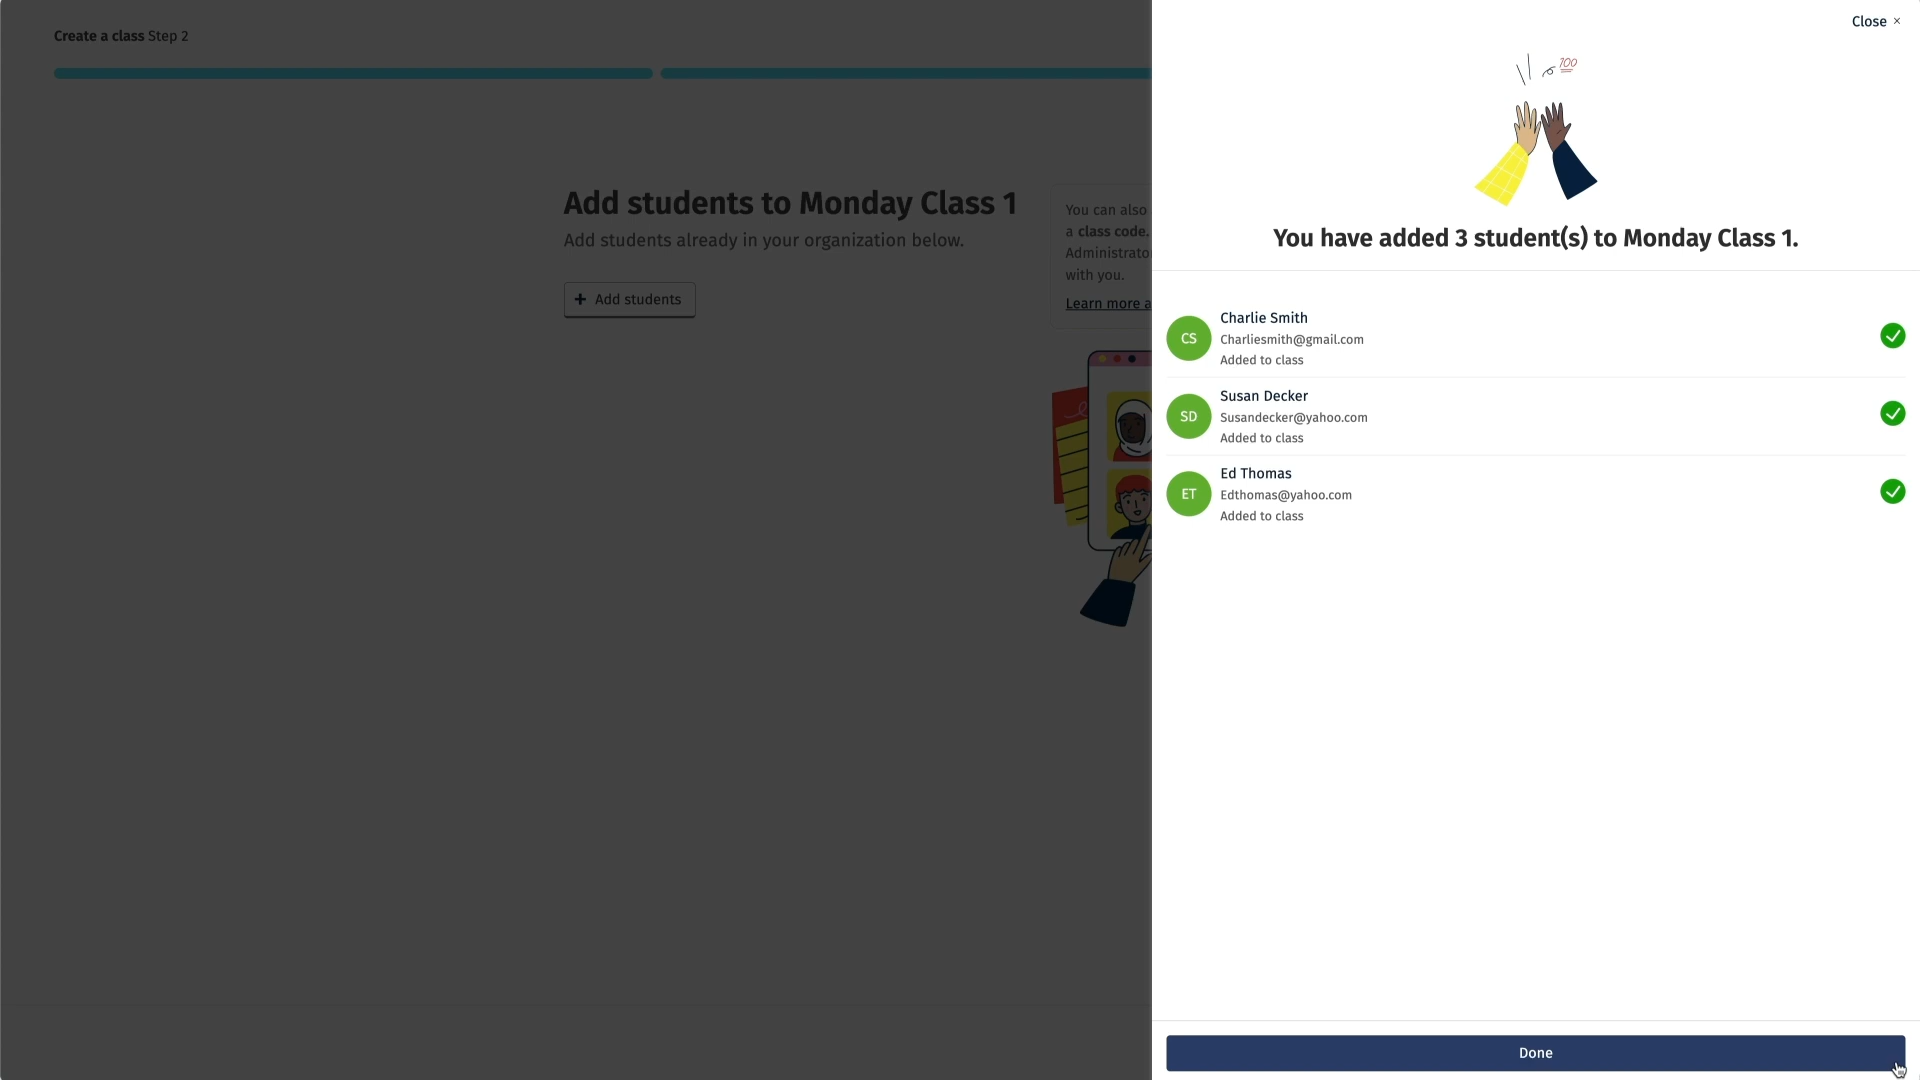 Create a class Step 2
Close ×
100
Add students to Monday Class 1
Add students already in your organization below.
+ Add students
You can also
a class code.
Administrato
with you.
Learn more a
You have added 3 student(s) to Monday Class 1.
CS
Charlie Smith
Charliesmith@gmail.com
Added to class
SD
Susan Decker
Susandecker@yahoo.com
Added to class
ET
Ed Thomas
Edthomas@yahoo.com
Added to class
Done